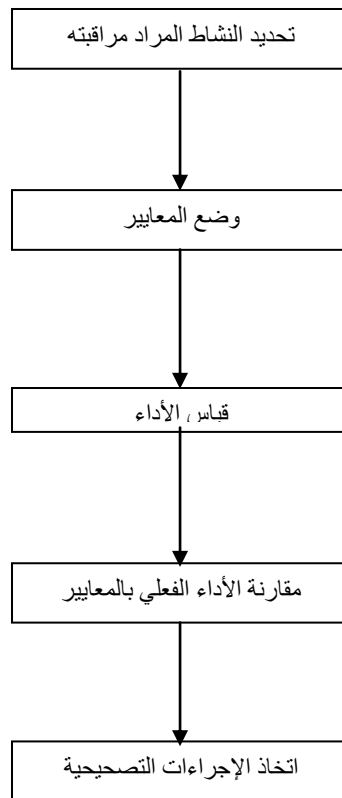 تحديد النشاط المراد مراقبته
وضع المعايير
قياس الأداء
مقارنة الأداء الفعلي بالمعايير
اتخاذ الإجراءات التصحيحية